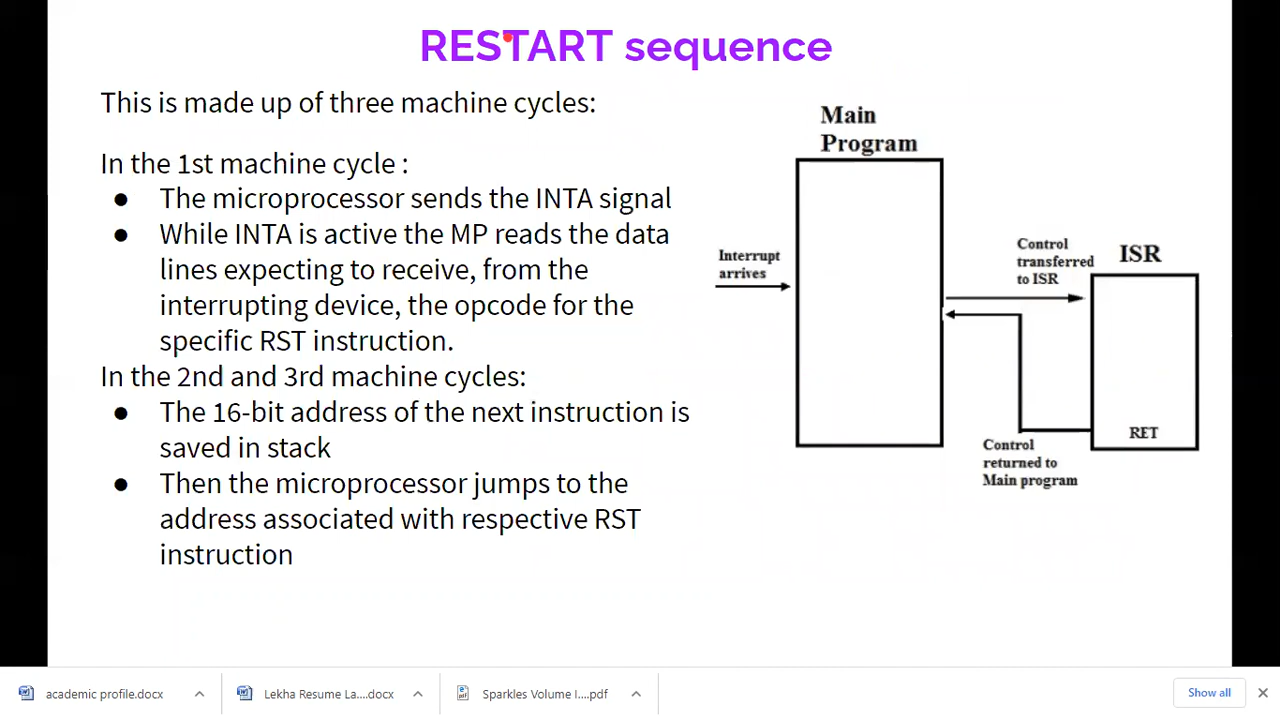 RESTART sequence
This is made up of three machine cycles:
In the 1st machine cycle :
● The microprocessor sends the INTA signal
● While INTA is active the MP reads the data
lines expecting to receive, from the
interrupting device, the opcode for the
specific RST instruction.
In the 2nd and 3rd machine cycles:
● The 16-bit address of the next instruction is
saved in stack
● Then the microprocessor jumps to the
address associated with respective RST
instruction
Main
Program
Interrupt
arrives
Control
transferred
to ISR
ISR
RET
Control
returned to
Main program
academic profile.docx
Lekha Resume La....docx
Sparkles Volume I....pdf
Show all